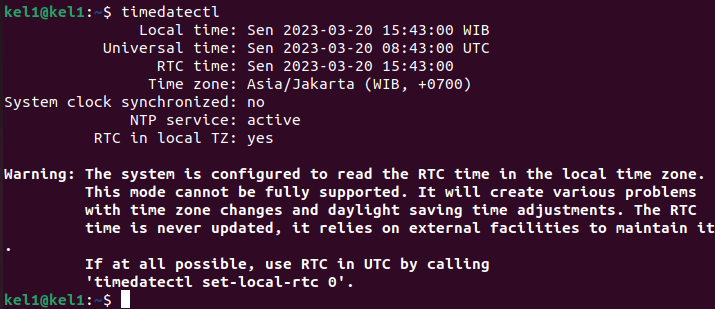 kel1@kel1:~$ timedatectl
               Local time: Sen 2023-03-20 15:43:00 WIB
           Universal time: Sen 2023-03-20 08:43:00 UTC
                 RTC time: Sen 2023-03-20 15:43:00
                Time zone: Asia/Jakarta (WIB, +0700)
System clock synchronized: no
              NTP service: active
          RTC in local TZ: yes

Warning: The system is configured to read the RTC time in the local time zone.
         This mode cannot be fully supported. It will create various problems
         with time zone changes and daylight saving time adjustments. The RTC
         time is never updated, it relies on external facilities to maintain it
.
         If at all possible, use RTC in UTC by calling
         'timedatectl set-local-rtc 0'.
kel1@kel1:~$